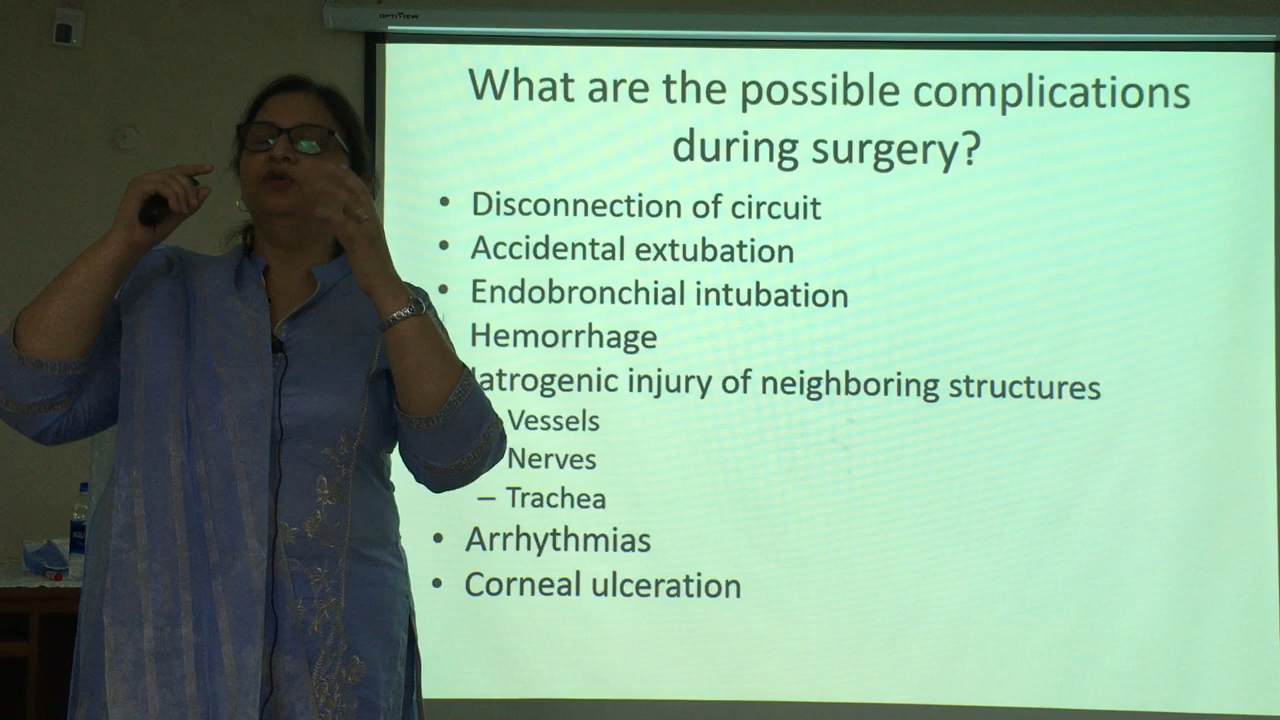 OPTIVIEW
What are the possible complications
during surgery?
• Disconnection of circuit
• Accidental extubation
• Endobronchial intubation
Hemorrhage
Iatrogenic injury of neighboring structures
Vessels
Nerves
– Trachea
• Arrhythmias
• Corneal ulceration